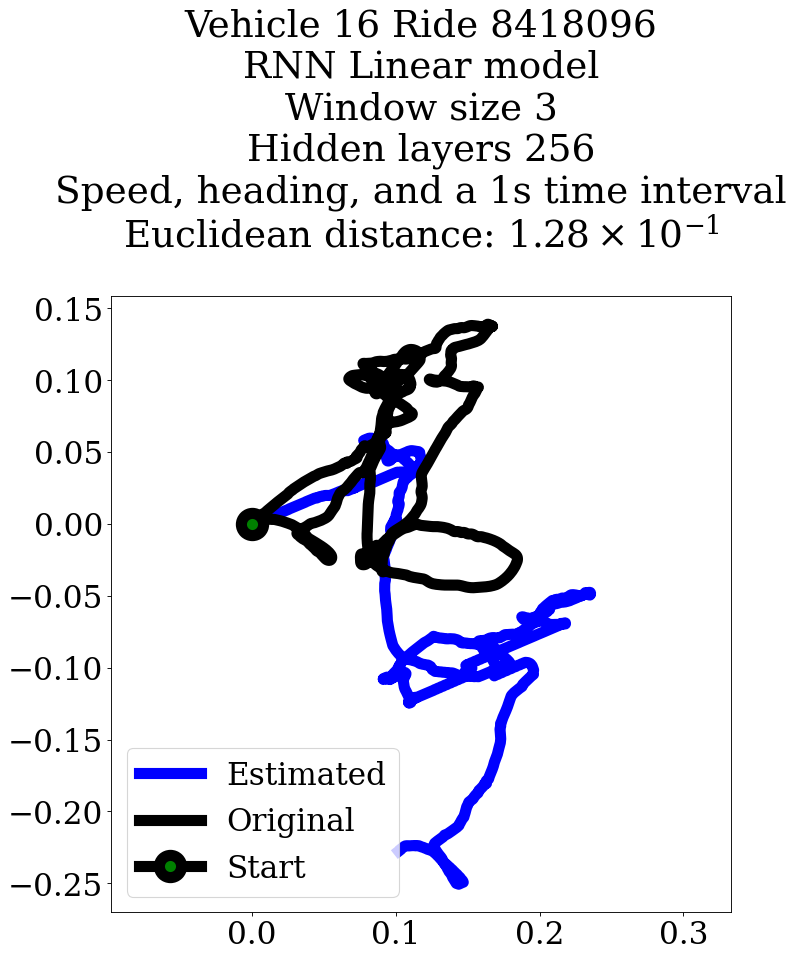 Vehicle 16 Ride 8418096
RNN Linear model
Window size 3
Hidden layers 256
Speed, heading, and a 1s time interval
Euclidean distance: 1.28 × 10⁻¹
0.15
0.10
0.05
0.00
−0.05
−0.10
−0.15
−0.20
−0.25
Estimated
Original
Start
0.0 0.1 0.2 0.3